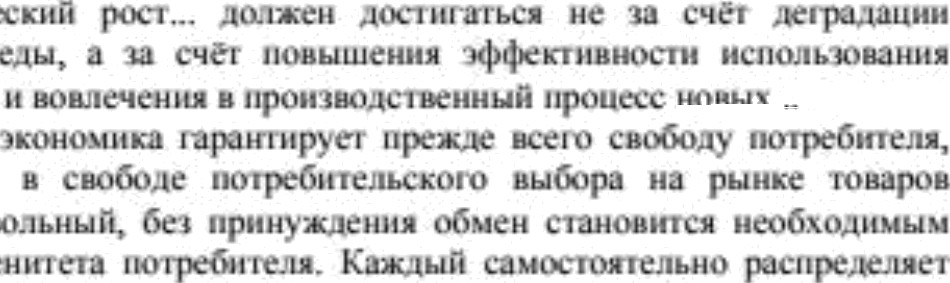 еский рост... должен достигаться не за счёт деградации
еды, а за счёт повышения эффективности использования
и вовлечения в производственный процесс новых
экономика гарантирует прежде всего свободу потребителя,
в свободе потребительского выбора на рынке товаров
ольный, без принуждения обмен становится необходимым
енитета потребителя. Каждый самостоятельно распределяет